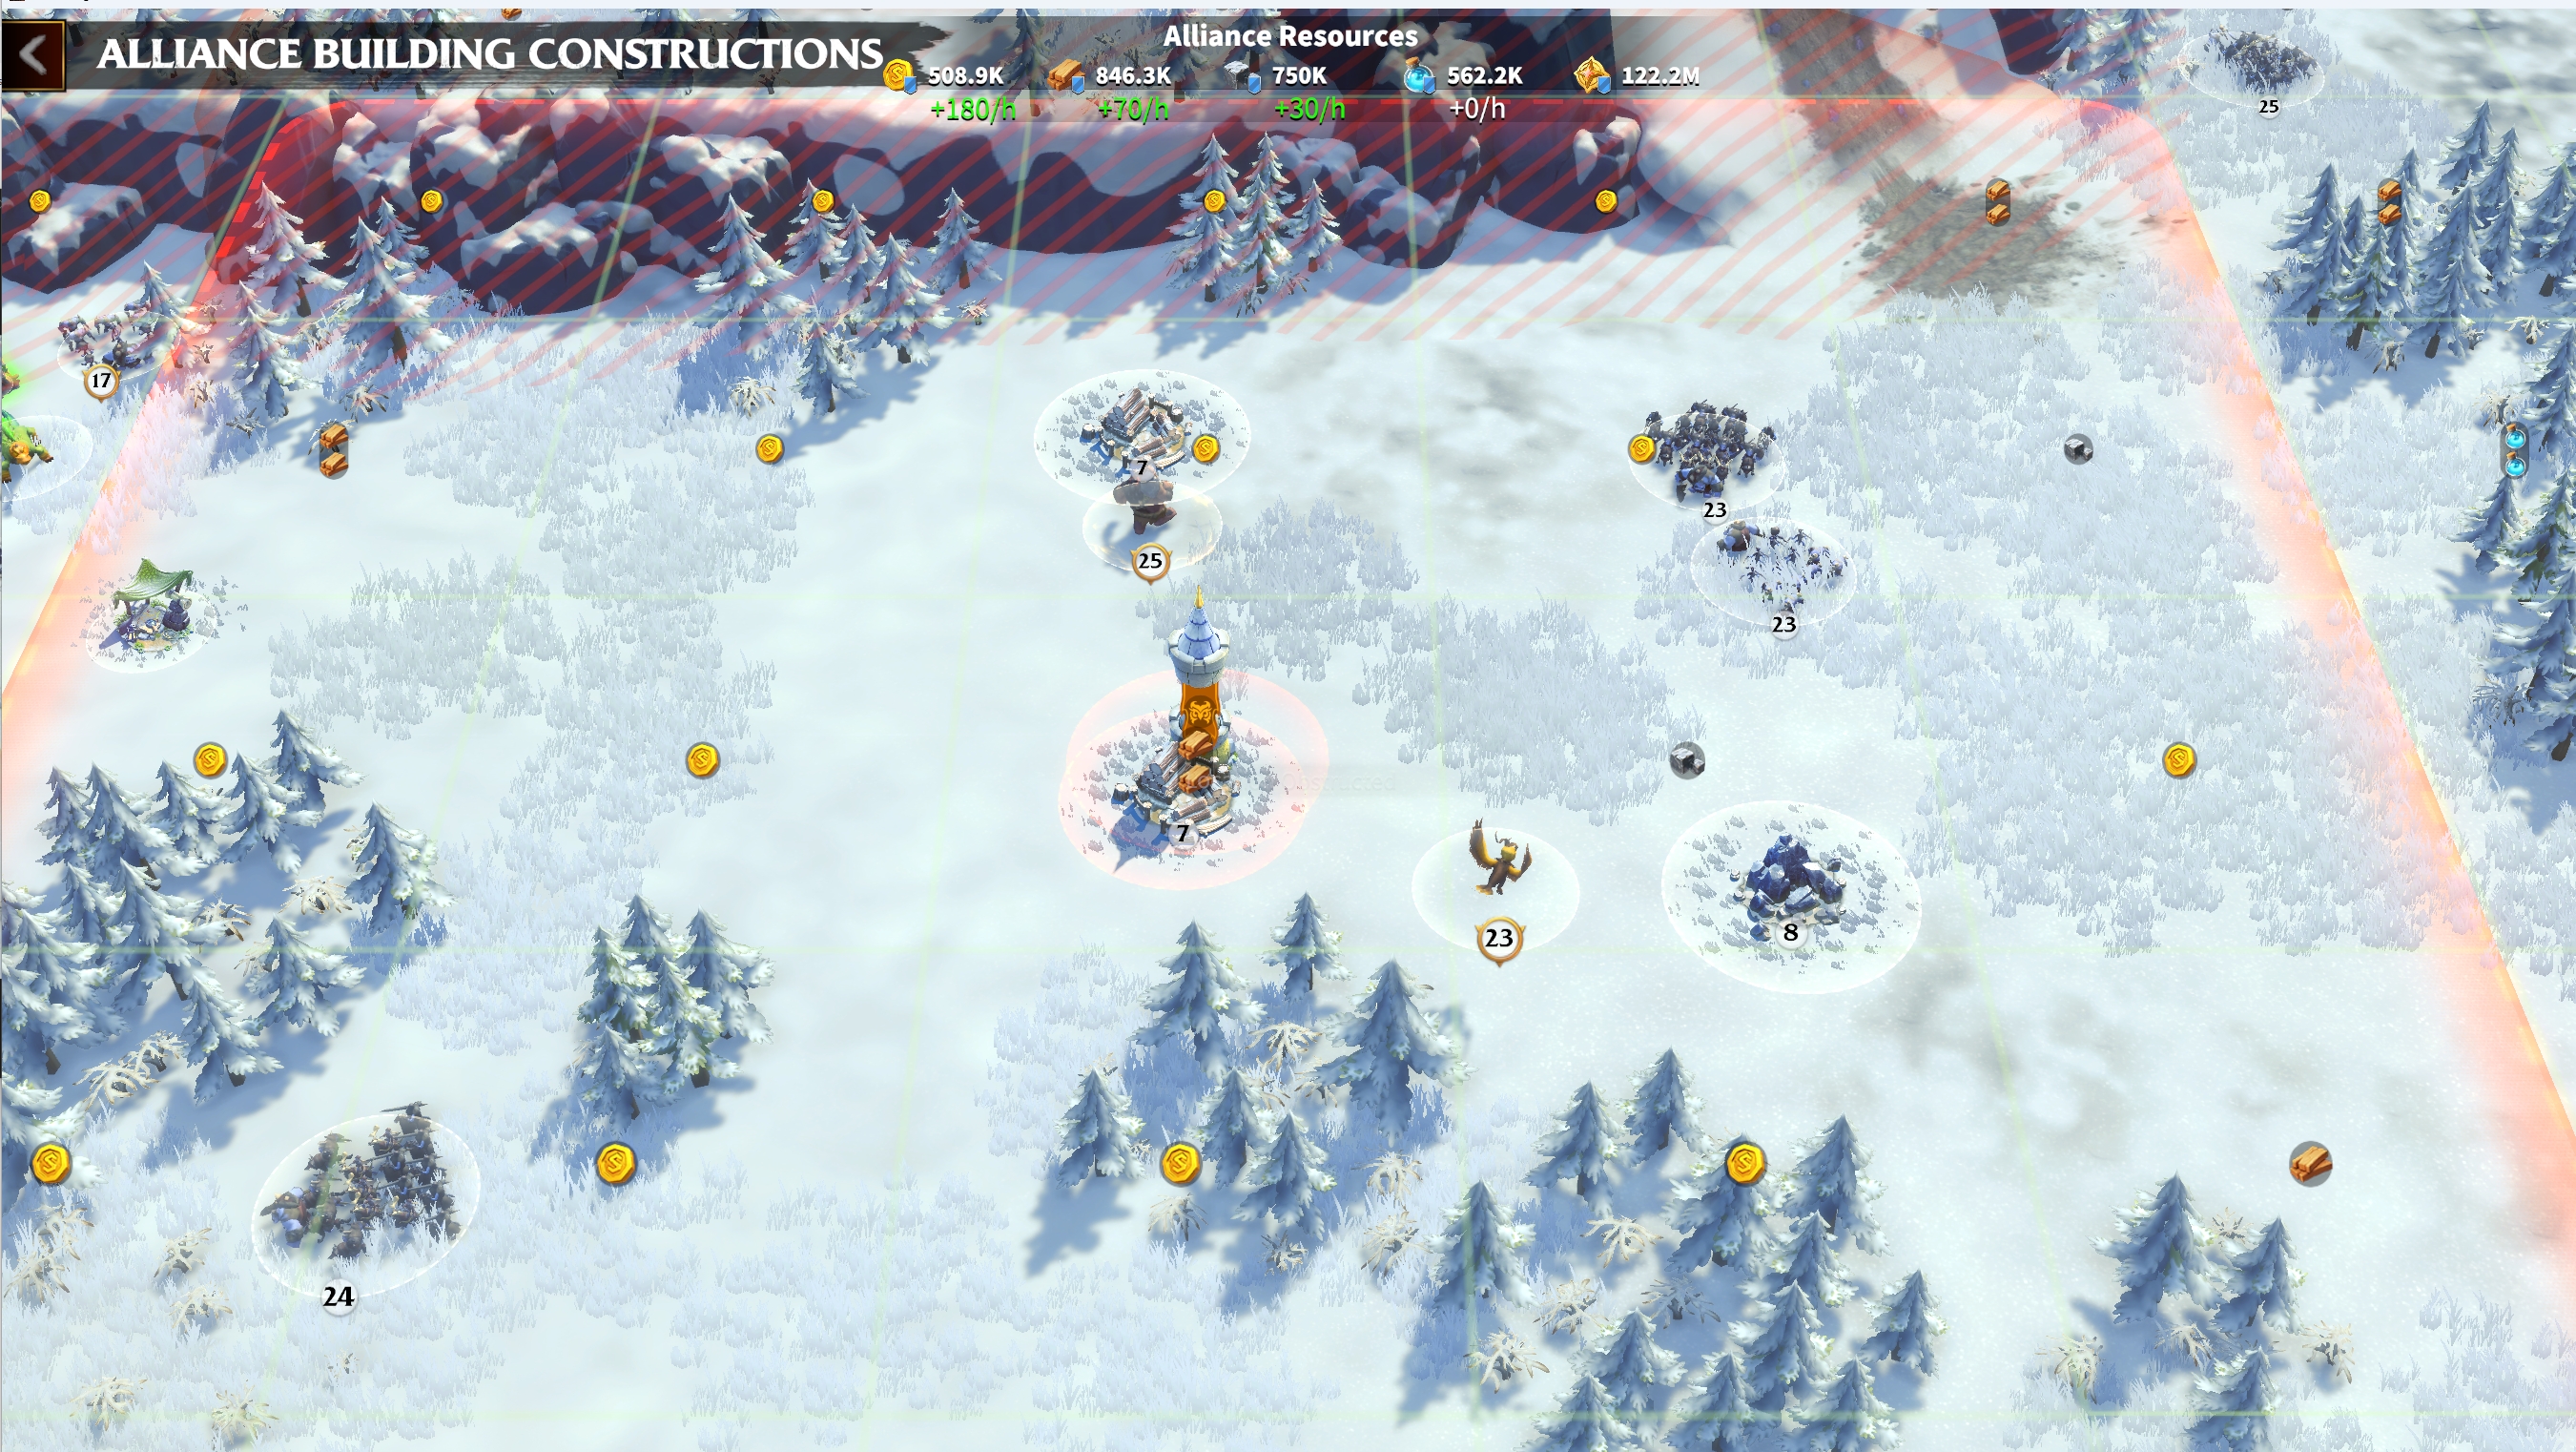 ALLIANCE BUILDING CONSTRUCTIONS
Alliance Resources
508.9K 846.3K 750K 562.2K 122.2M
+180/h +70/h +30/h +0/h
25
17
7
25
23
23
7
23
8
24